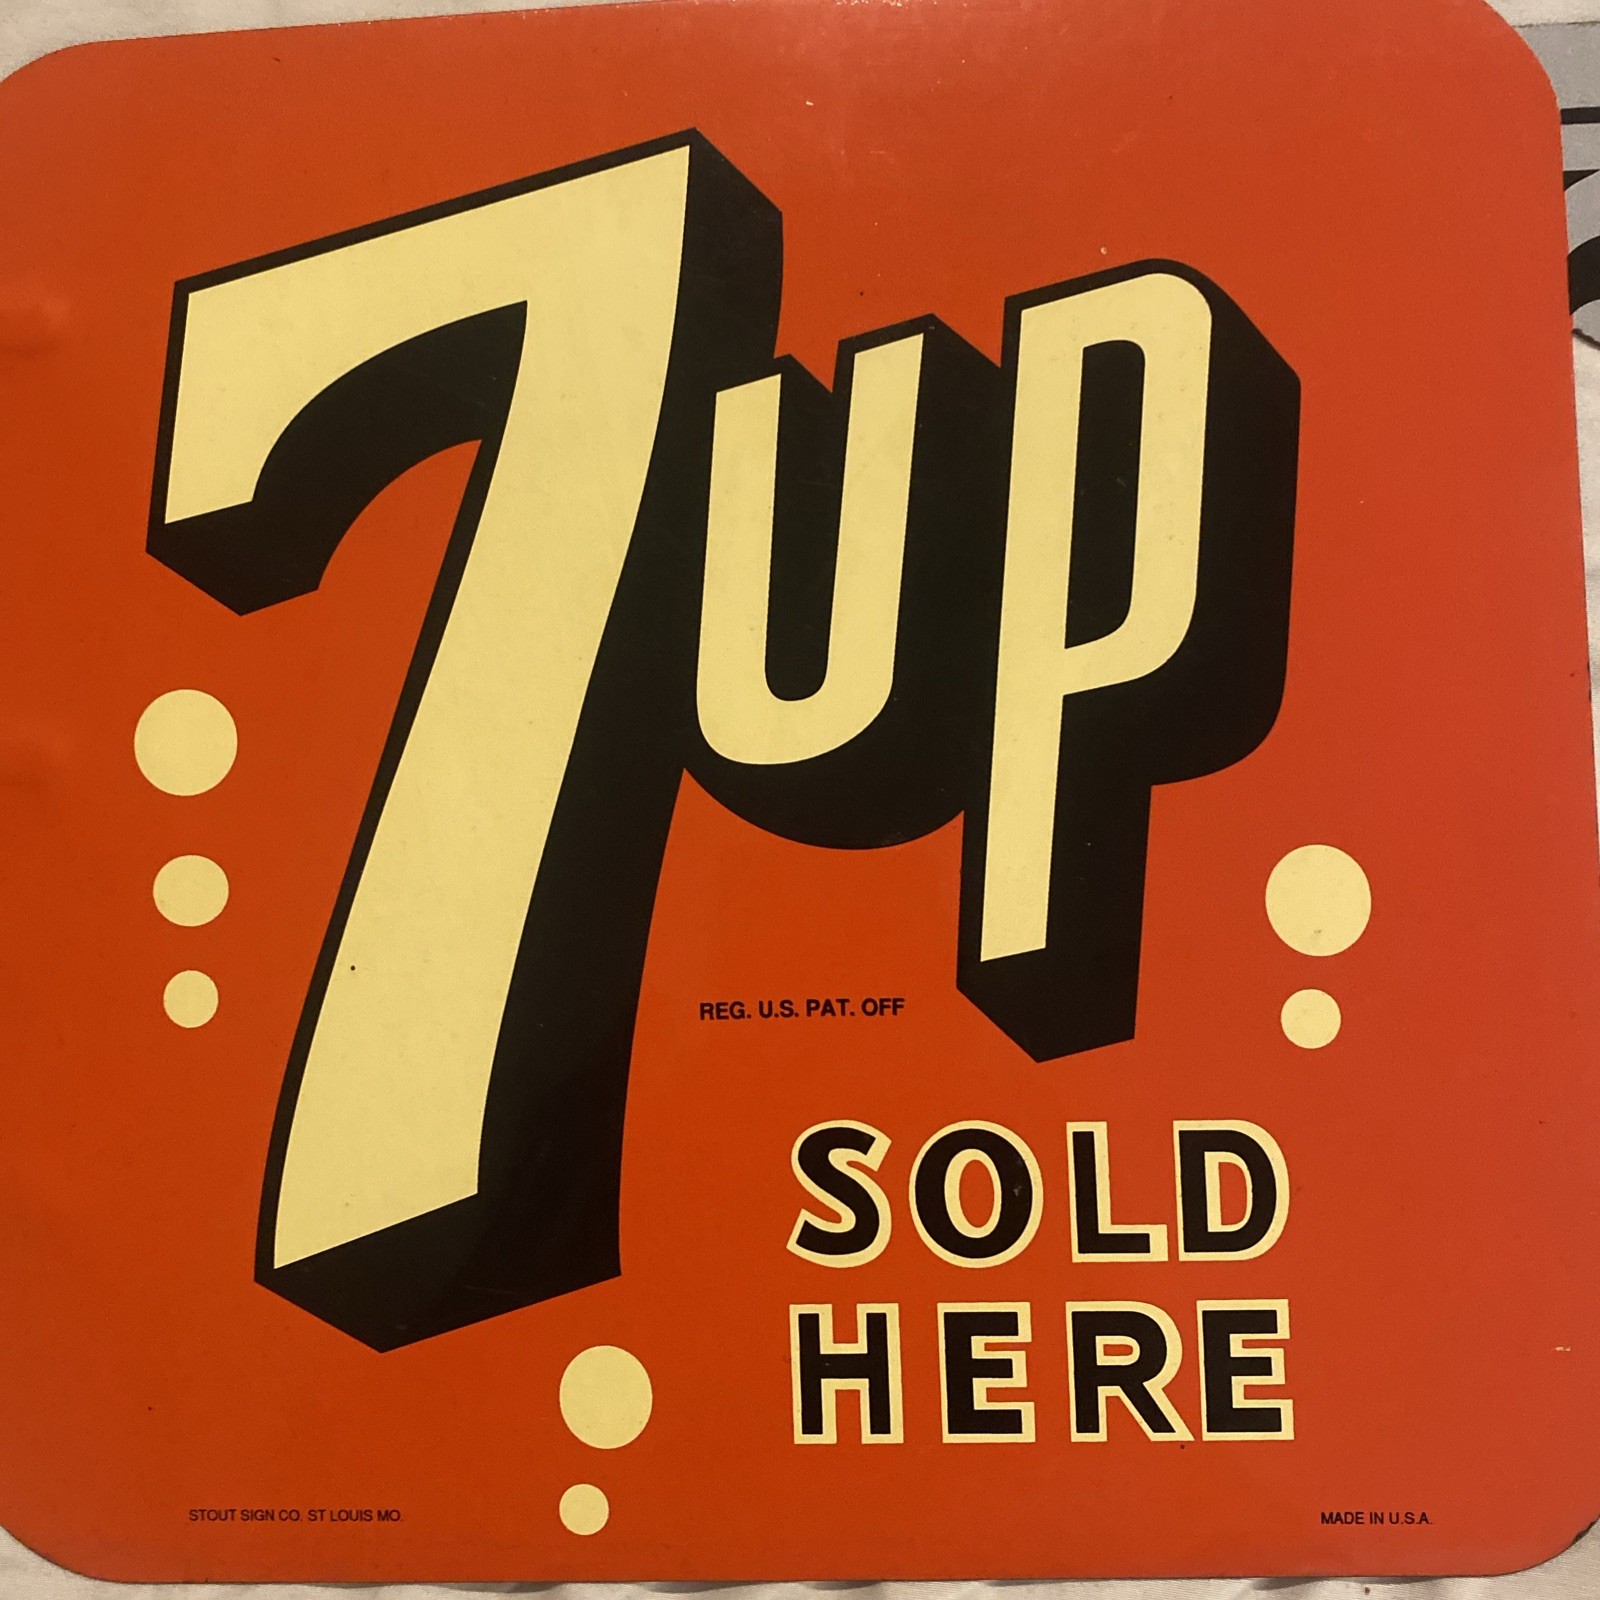 7up
REG. U.S. PAT. OFF
SOLD
HERE
STOUT SIGN CO. ST LOUIS MO.
MADE IN U.S.A.